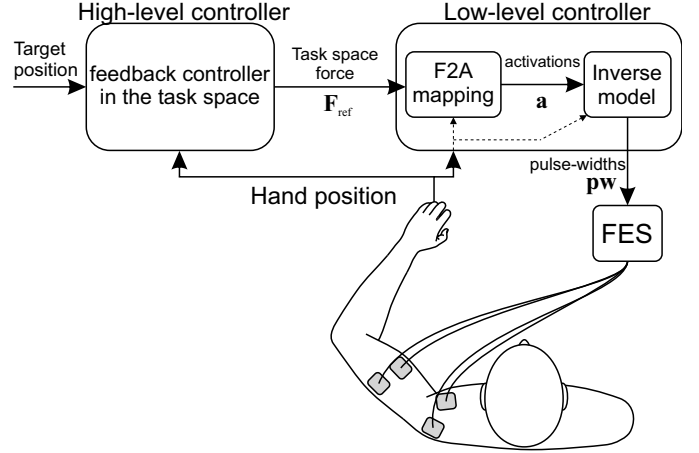 High-level controller
Low-level controller
Target
position
feedback controller
in the task space
Task space
force
F_ref
F2A
mapping
activations
a
Inverse
model
pulse-widths
pw
Hand position
FES